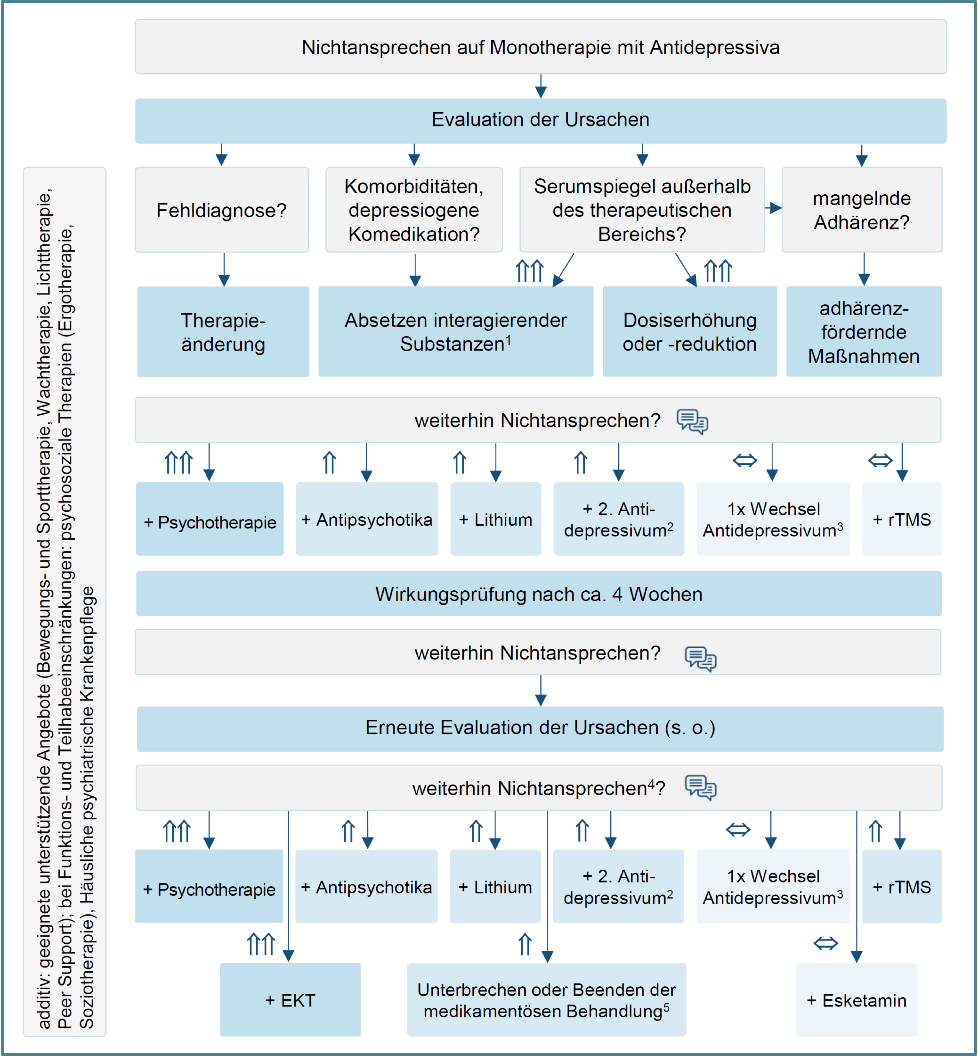 Nichtansprechen auf Monotherapie mit Antidepressiva
Evaluation der Ursachen
Fehldiagnose?
Komorbiditäten,
depressiogene
Komedikation?
Serumspiegel außerhalb
des therapeutischen
Bereichs?
mangelnde
Adhärenz?
⇑⇑
⇑⇑
Therapie-
änderung
Absetzen interagierender
Substanzen¹
Dosiserhöhung
oder -reduktion
adhärenz-
fördernde
Maßnahmen
weiterhin Nichtansprechen?
⇑⇑
⇑
⇑
⇑
⇔
⇔
+ Psychotherapie
+ Antipsychotika
+ Lithium
+ 2. Anti-
depressivum²
1x Wechsel
Antidepressivum³
+ rTMS
Wirkungsprüfung nach ca. 4 Wochen
weiterhin Nichtansprechen?
Erneute Evaluation der Ursachen (s. o.)
weiterhin Nichtansprechen⁴?
⇑⇑
⇑
⇑
⇑
⇔
⇑
+ Psychotherapie
+ Antipsychotika
+ Lithium
+ 2. Anti-
depressivum²
1x Wechsel
Antidepressivum³
+ rTMS
⇑⇑
⇑
⇔
+ EKT
Unterbrechen oder Beenden der
medikamentösen Behandlung⁵
+ Esketamin
additiv: geeignete unterstützende Angebote (Bewegungs- und Sporttherapie, Wachtherapie, Lichttherapie,
Peer Support); bei Funktions- und Teilhabeeinschränkungen: psychosoziale Therapien (Ergotherapie,
Soziotherapie), Häusliche psychiatrische Krankenpflege